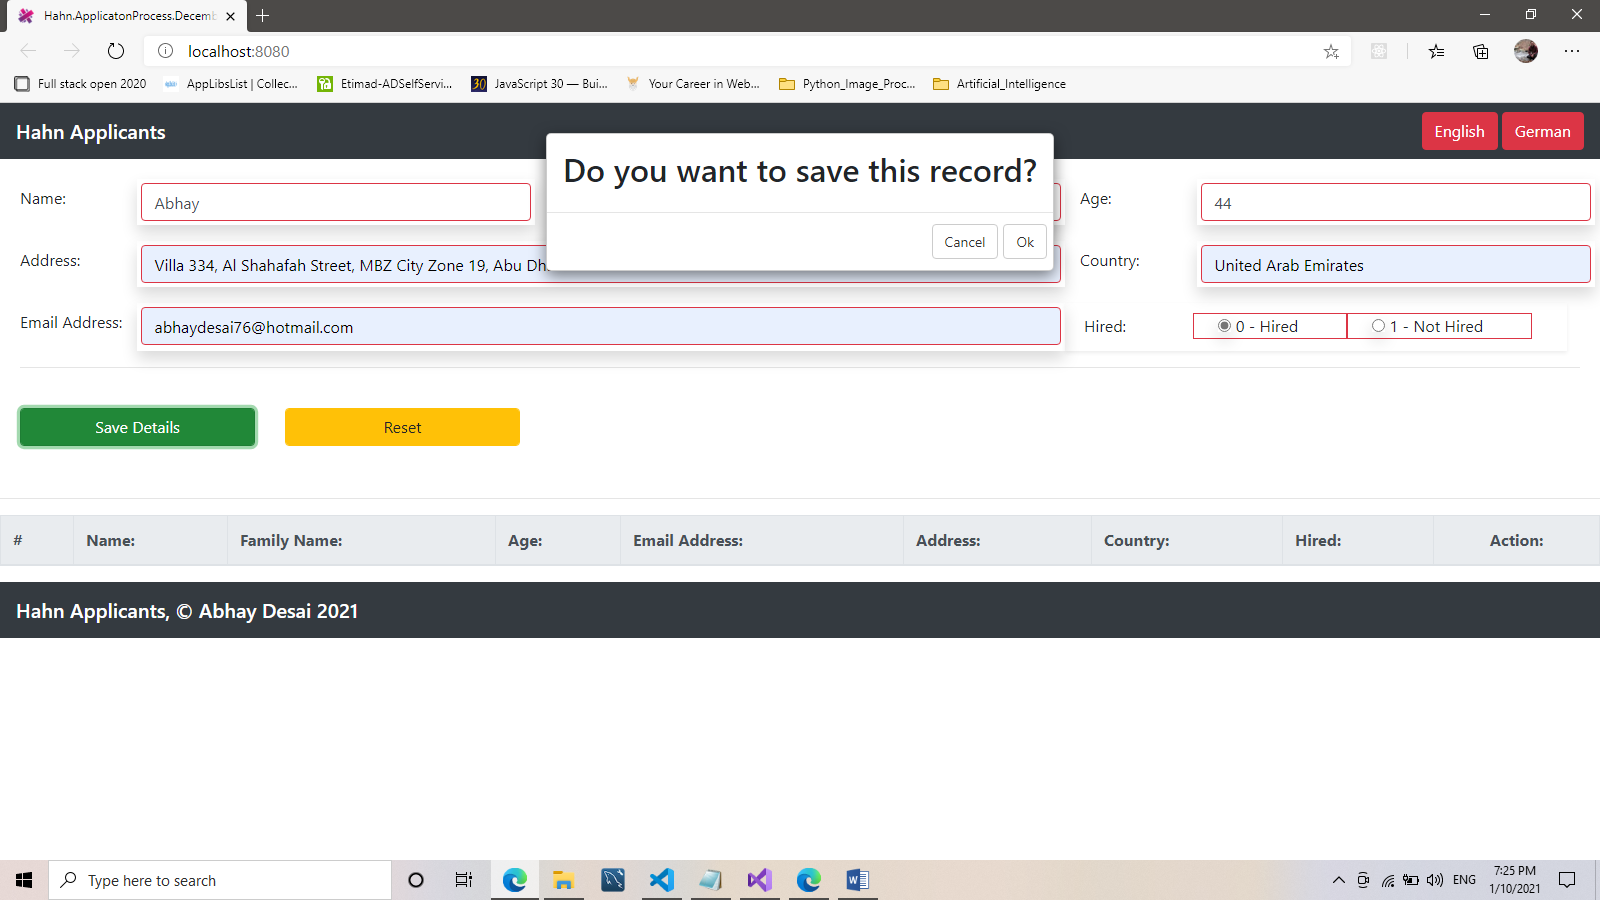 Hahn.ApplicatonProcess.Decemb
localhost:8080
Full stack open 2020
AppLibsList | Collec...
Etimad-ADSelfServi...
30
JavaScript 30 — Bui...
Your Career in Web...
Python_Image_Proc...
Artificial_Intelligence
Hahn Applicants
English
German
Do you want to save this record?
Cancel
Ok
Name:
Abhay
Age:
44
Address:
Villa 334, Al Shahafah Street, MBZ City Zone 19, Abu Dh
Country:
United Arab Emirates
Email Address:
abhaydesai76@hotmail.com
Hired:
0 - Hired
1 - Not Hired
Save Details
Reset
#
Name:
Family Name:
Age:
Email Address:
Address:
Country:
Hired:
Action:
Hahn Applicants, © Abhay Desai 2021
Type here to search
ENG
7:25 PM
1/10/2021